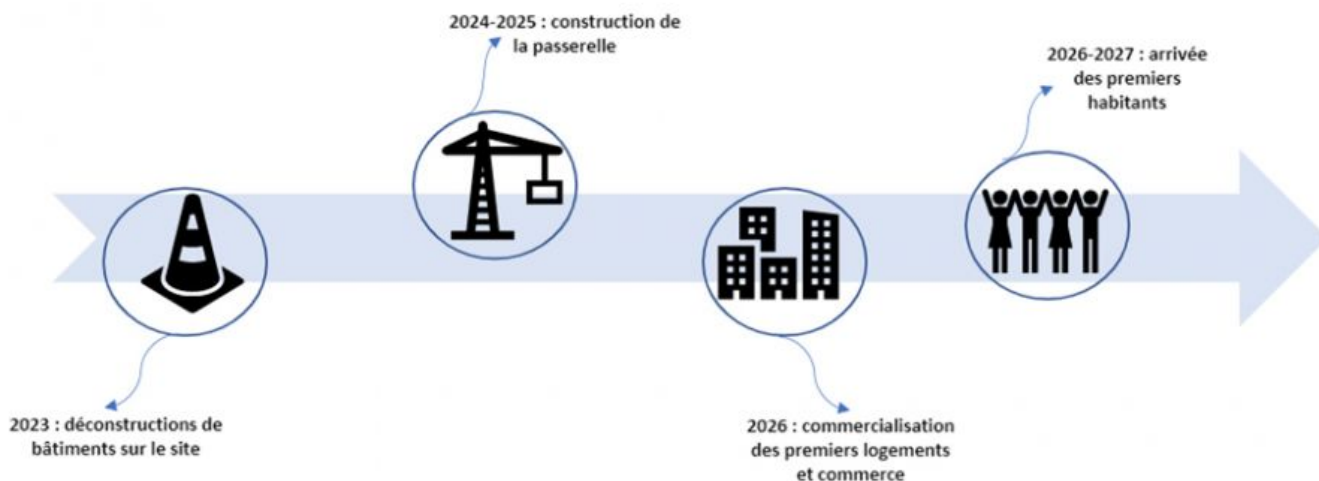 2024-2025 : construction de
la passerelle
2026-2027 : arrivée
des premiers
habitants
2023 : déconstructions de
bâtiments sur le site
2026 : commercialisation
des premiers logements
et commerce